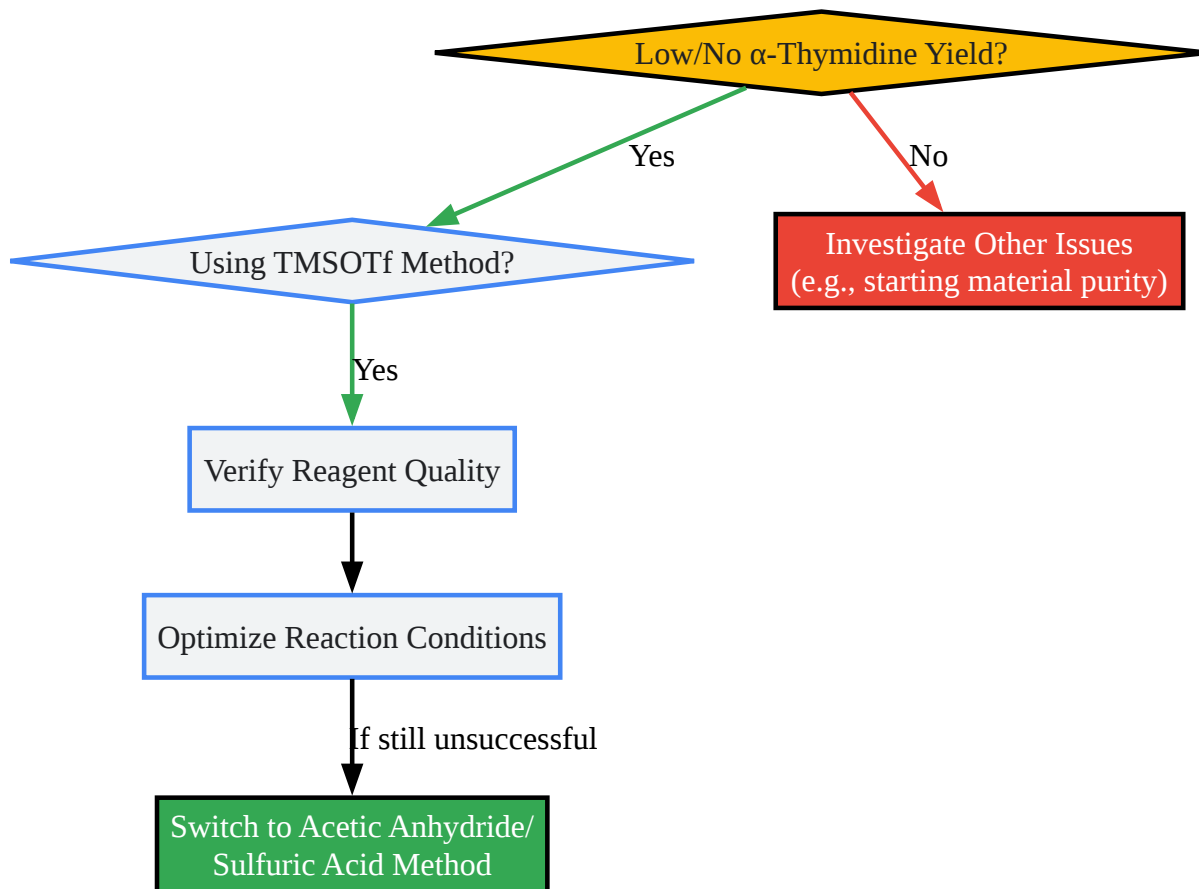 Low/No α-Thymidine Yield?
Yes
No
Using TMSOTf Method?
Investigate Other Issues
(e.g., starting material purity)
Yes
Verify Reagent Quality
Optimize Reaction Conditions
If still unsuccessful
Switch to Acetic Anhydride/
Sulfuric Acid Method